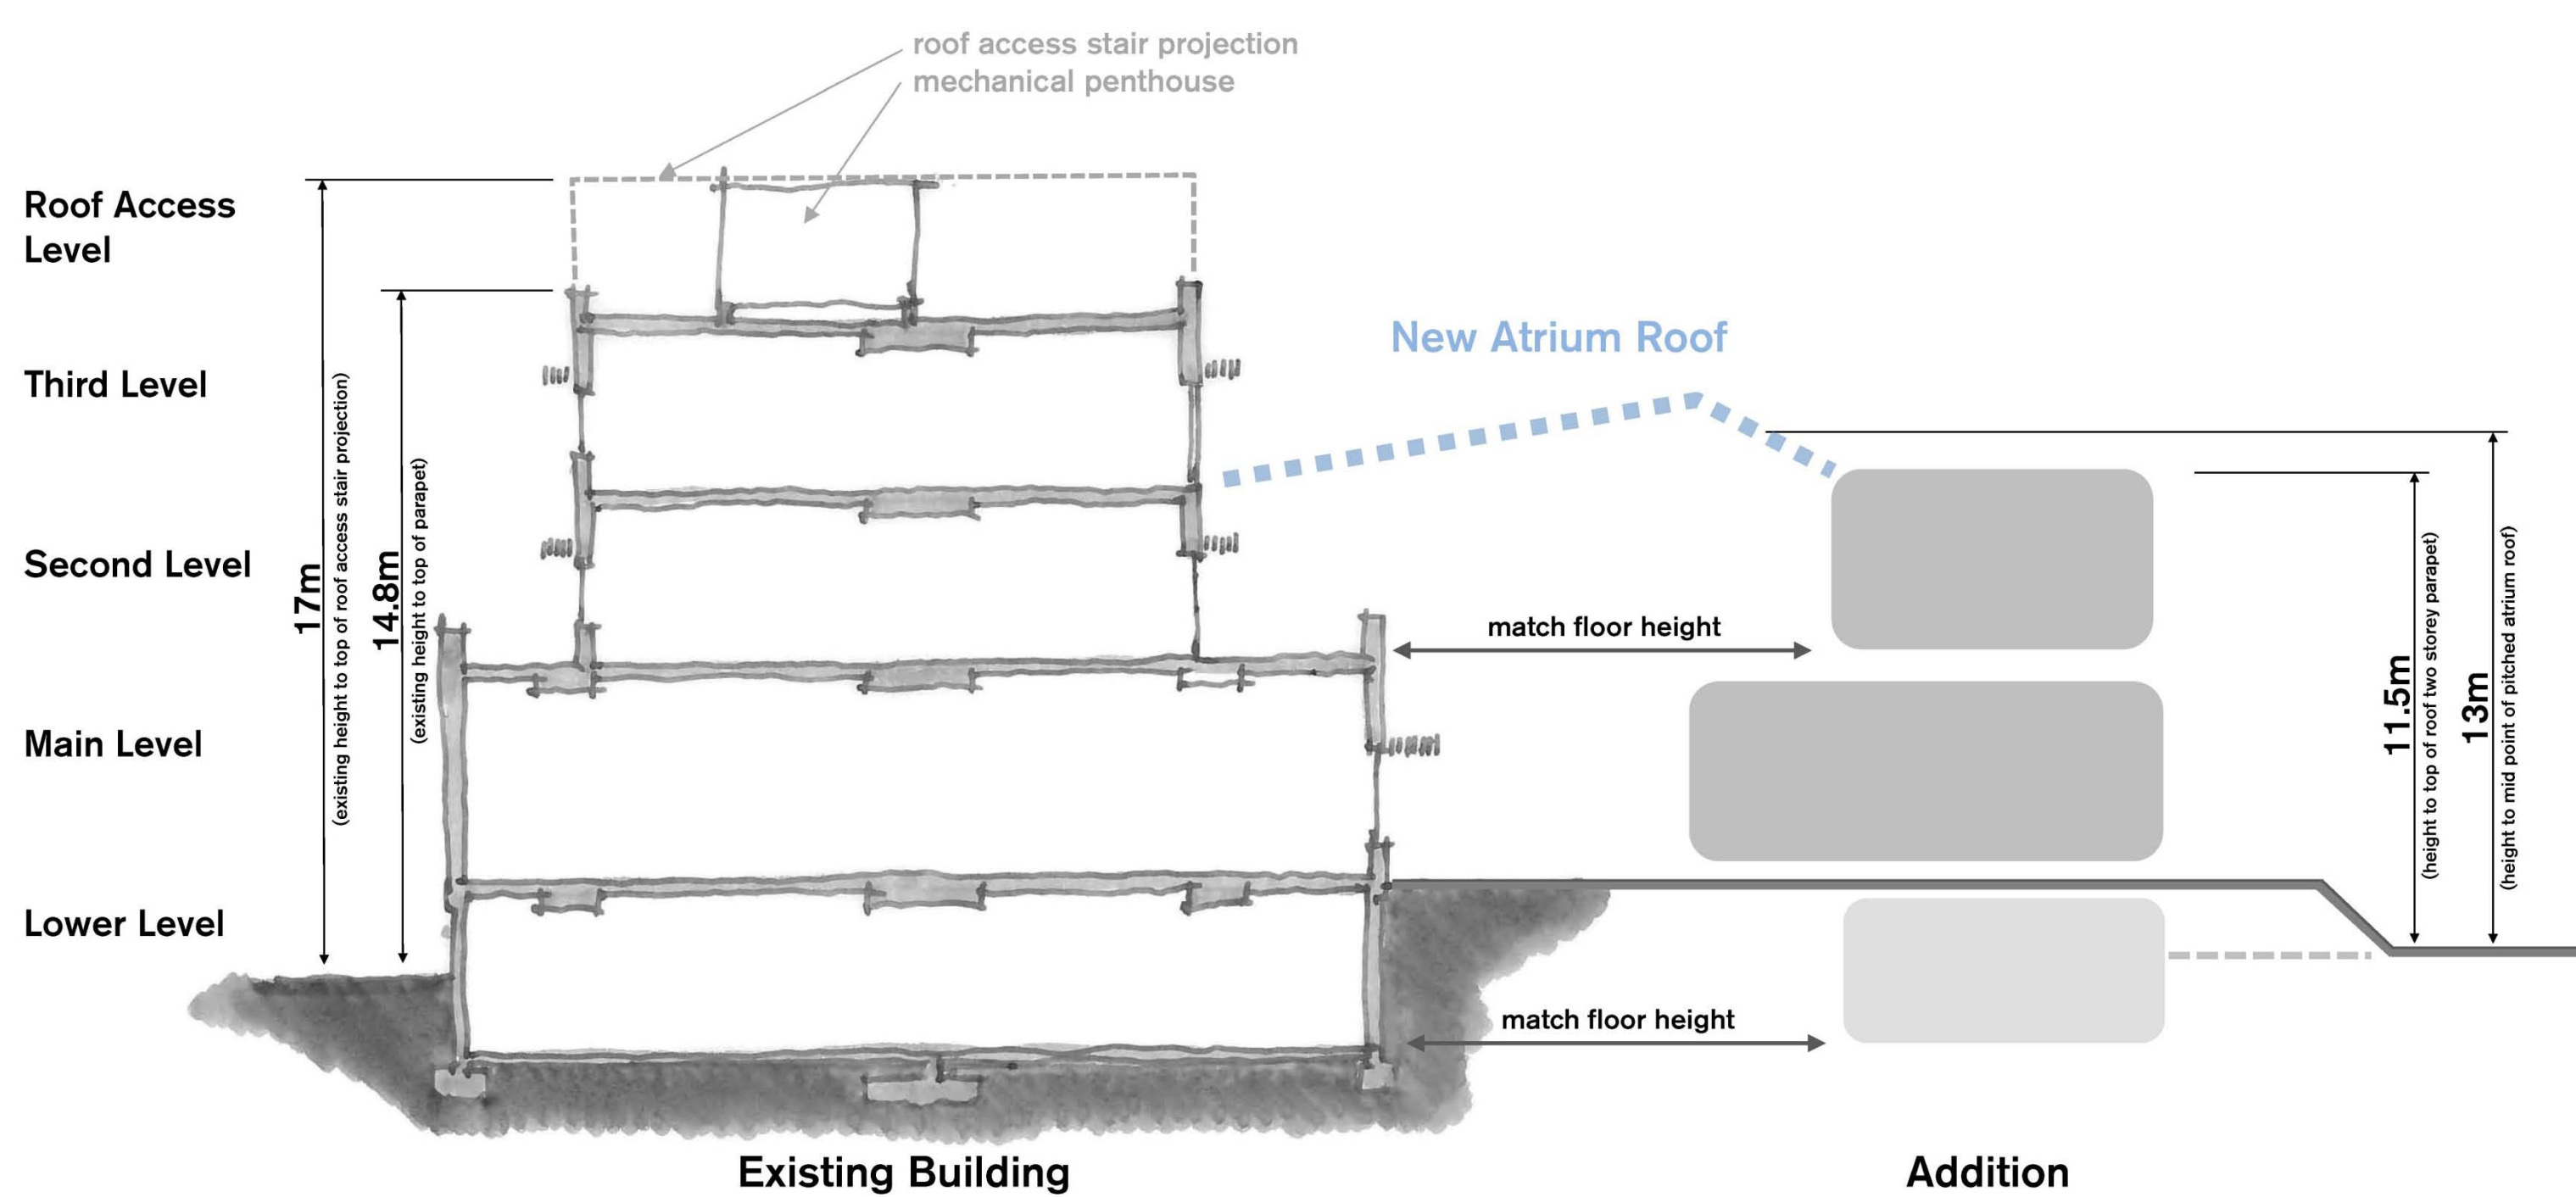 roof access stair projection
mechanical penthouse
Roof Access
Level
Third Level
Second Level
Main Level
Lower Level
17m
(existing height to top of roof access stair projection)
14.8m
(existing height to top of parapet)
New Atrium Roof
match floor height
match floor height
11.5m
(height to top of roof two storey parapet)
13m
(height to mid point of pitched atrium roof)
Existing Building
Addition